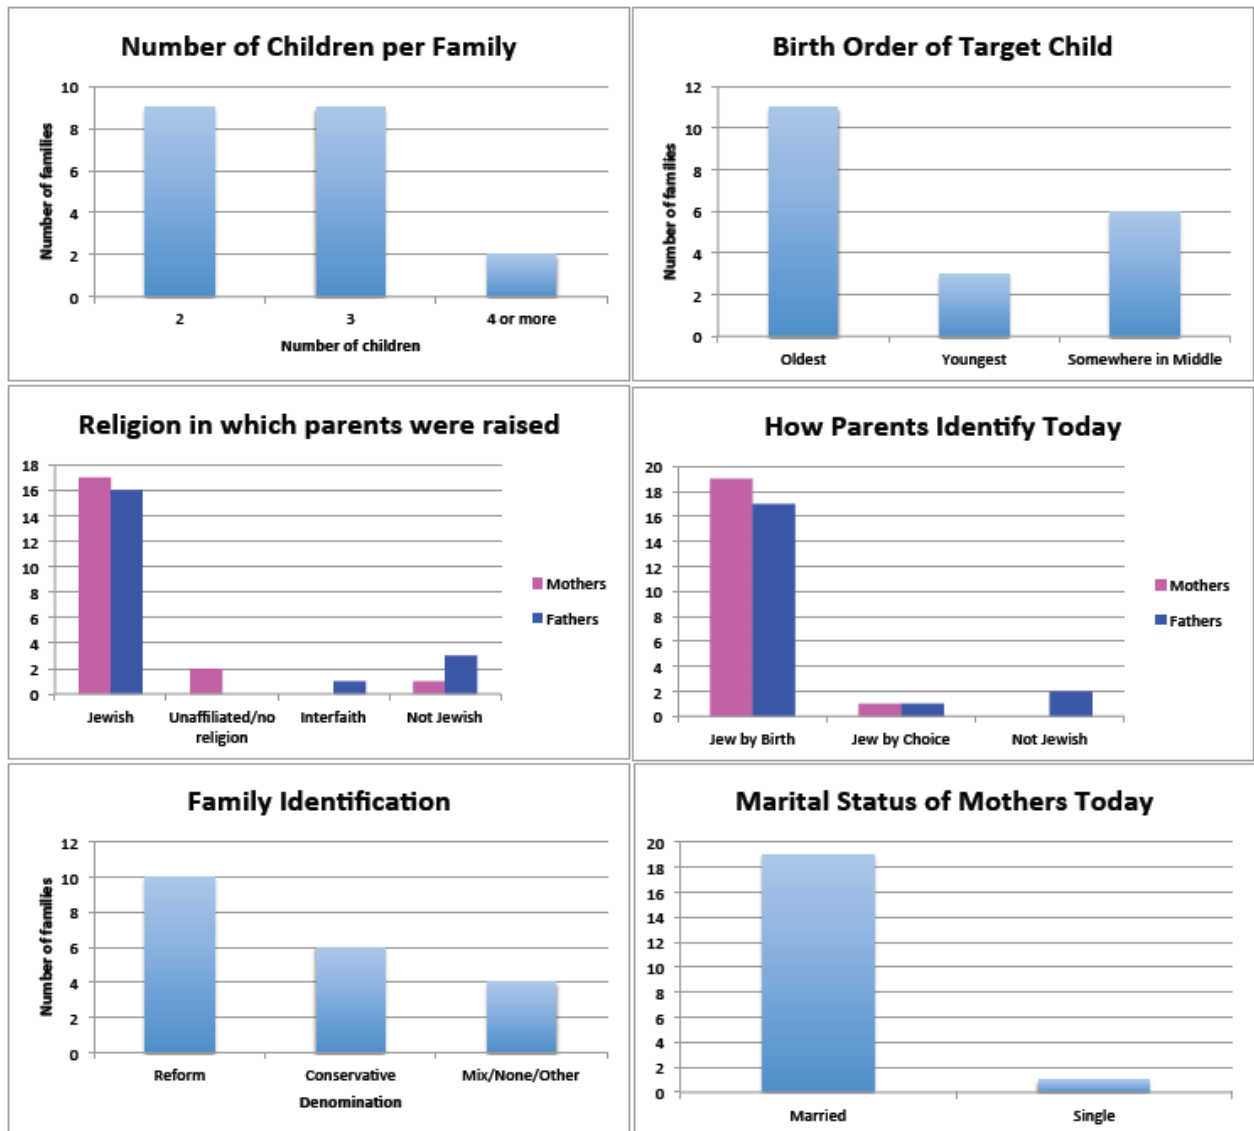 Number of Children per Family
Number of families
10
8
6
4
2
0
2 3 4 or more
Number of children
Birth Order of Target Child
Number of families
12
10
8
6
4
2
0
Oldest Youngest Somewhere in Middle
Religion in which parents were raised
18
16
14
12
10
8
6
4
2
0
Jewish Unaffiliated/no Interfaith Not Jewish
religion
Mothers
Fathers
How Parents Identify Today
20
18
16
14
12
10
8
6
4
2
0
Jew by Birth Jew by Choice Not Jewish
Mothers
Fathers
Family Identification
Number of families
12
10
8
6
4
2
0
Reform Conservative Mix/None/Other
Denomination
Marital Status of Mothers Today
20
18
16
14
12
10
8
6
4
2
0
Married Single